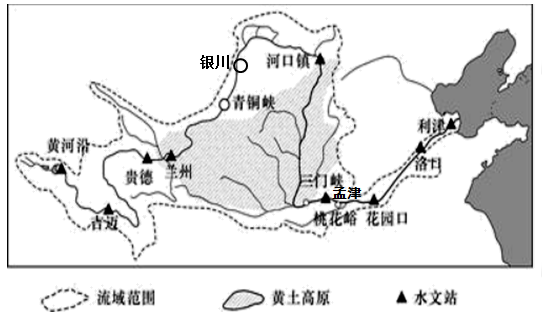 银川
河口镇
青铜峡
黄河沿
贵德
兰州
吉迈
三门峡
孟津
桃花峪
花园口
利津
洛口
流域范围
黄土高原
水文站